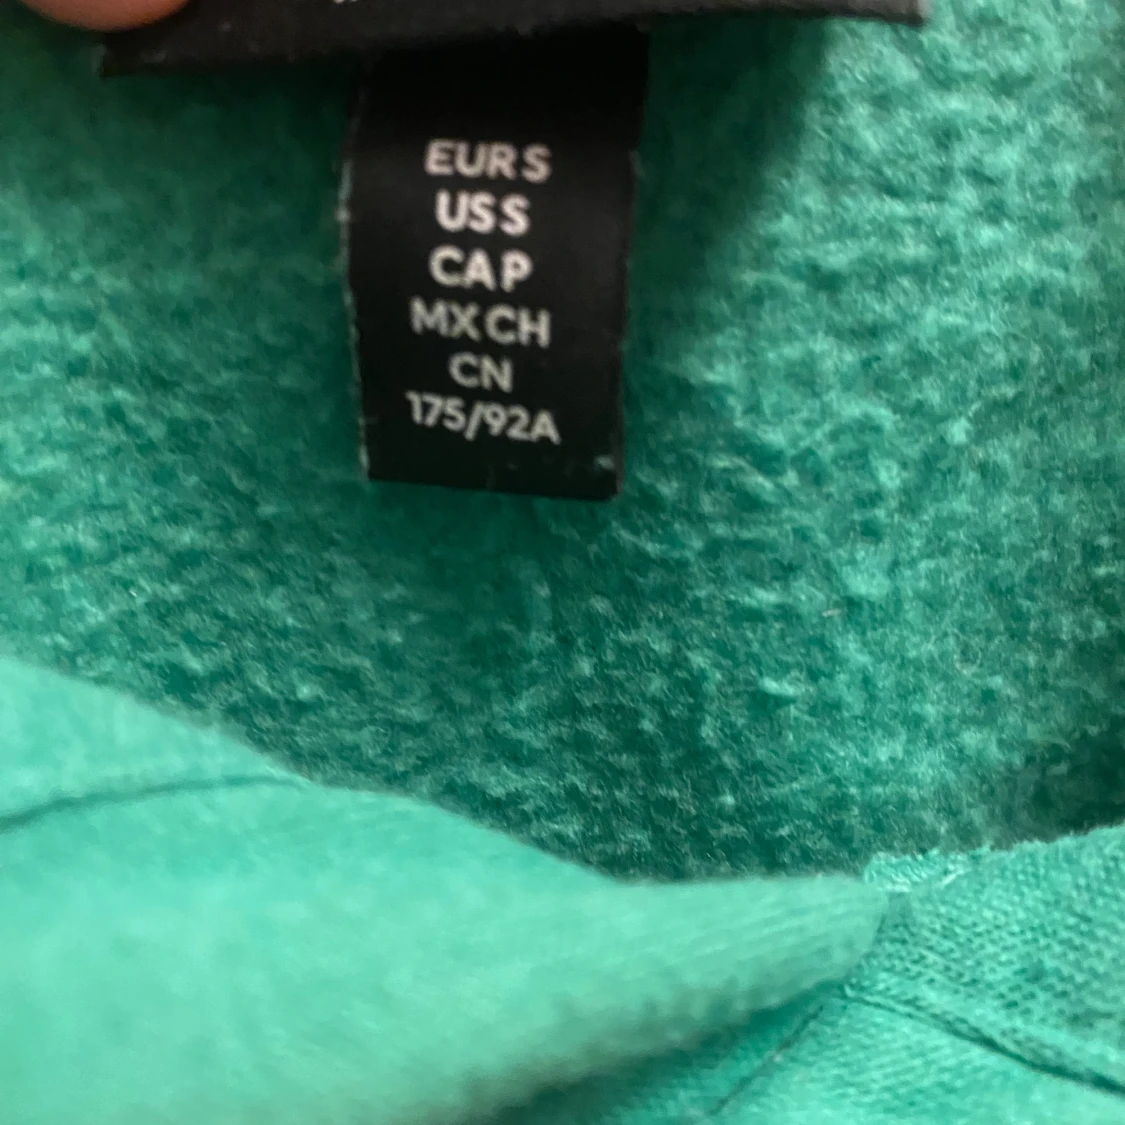 EUR S
US S
CA P
MX CH
CN
175/92A